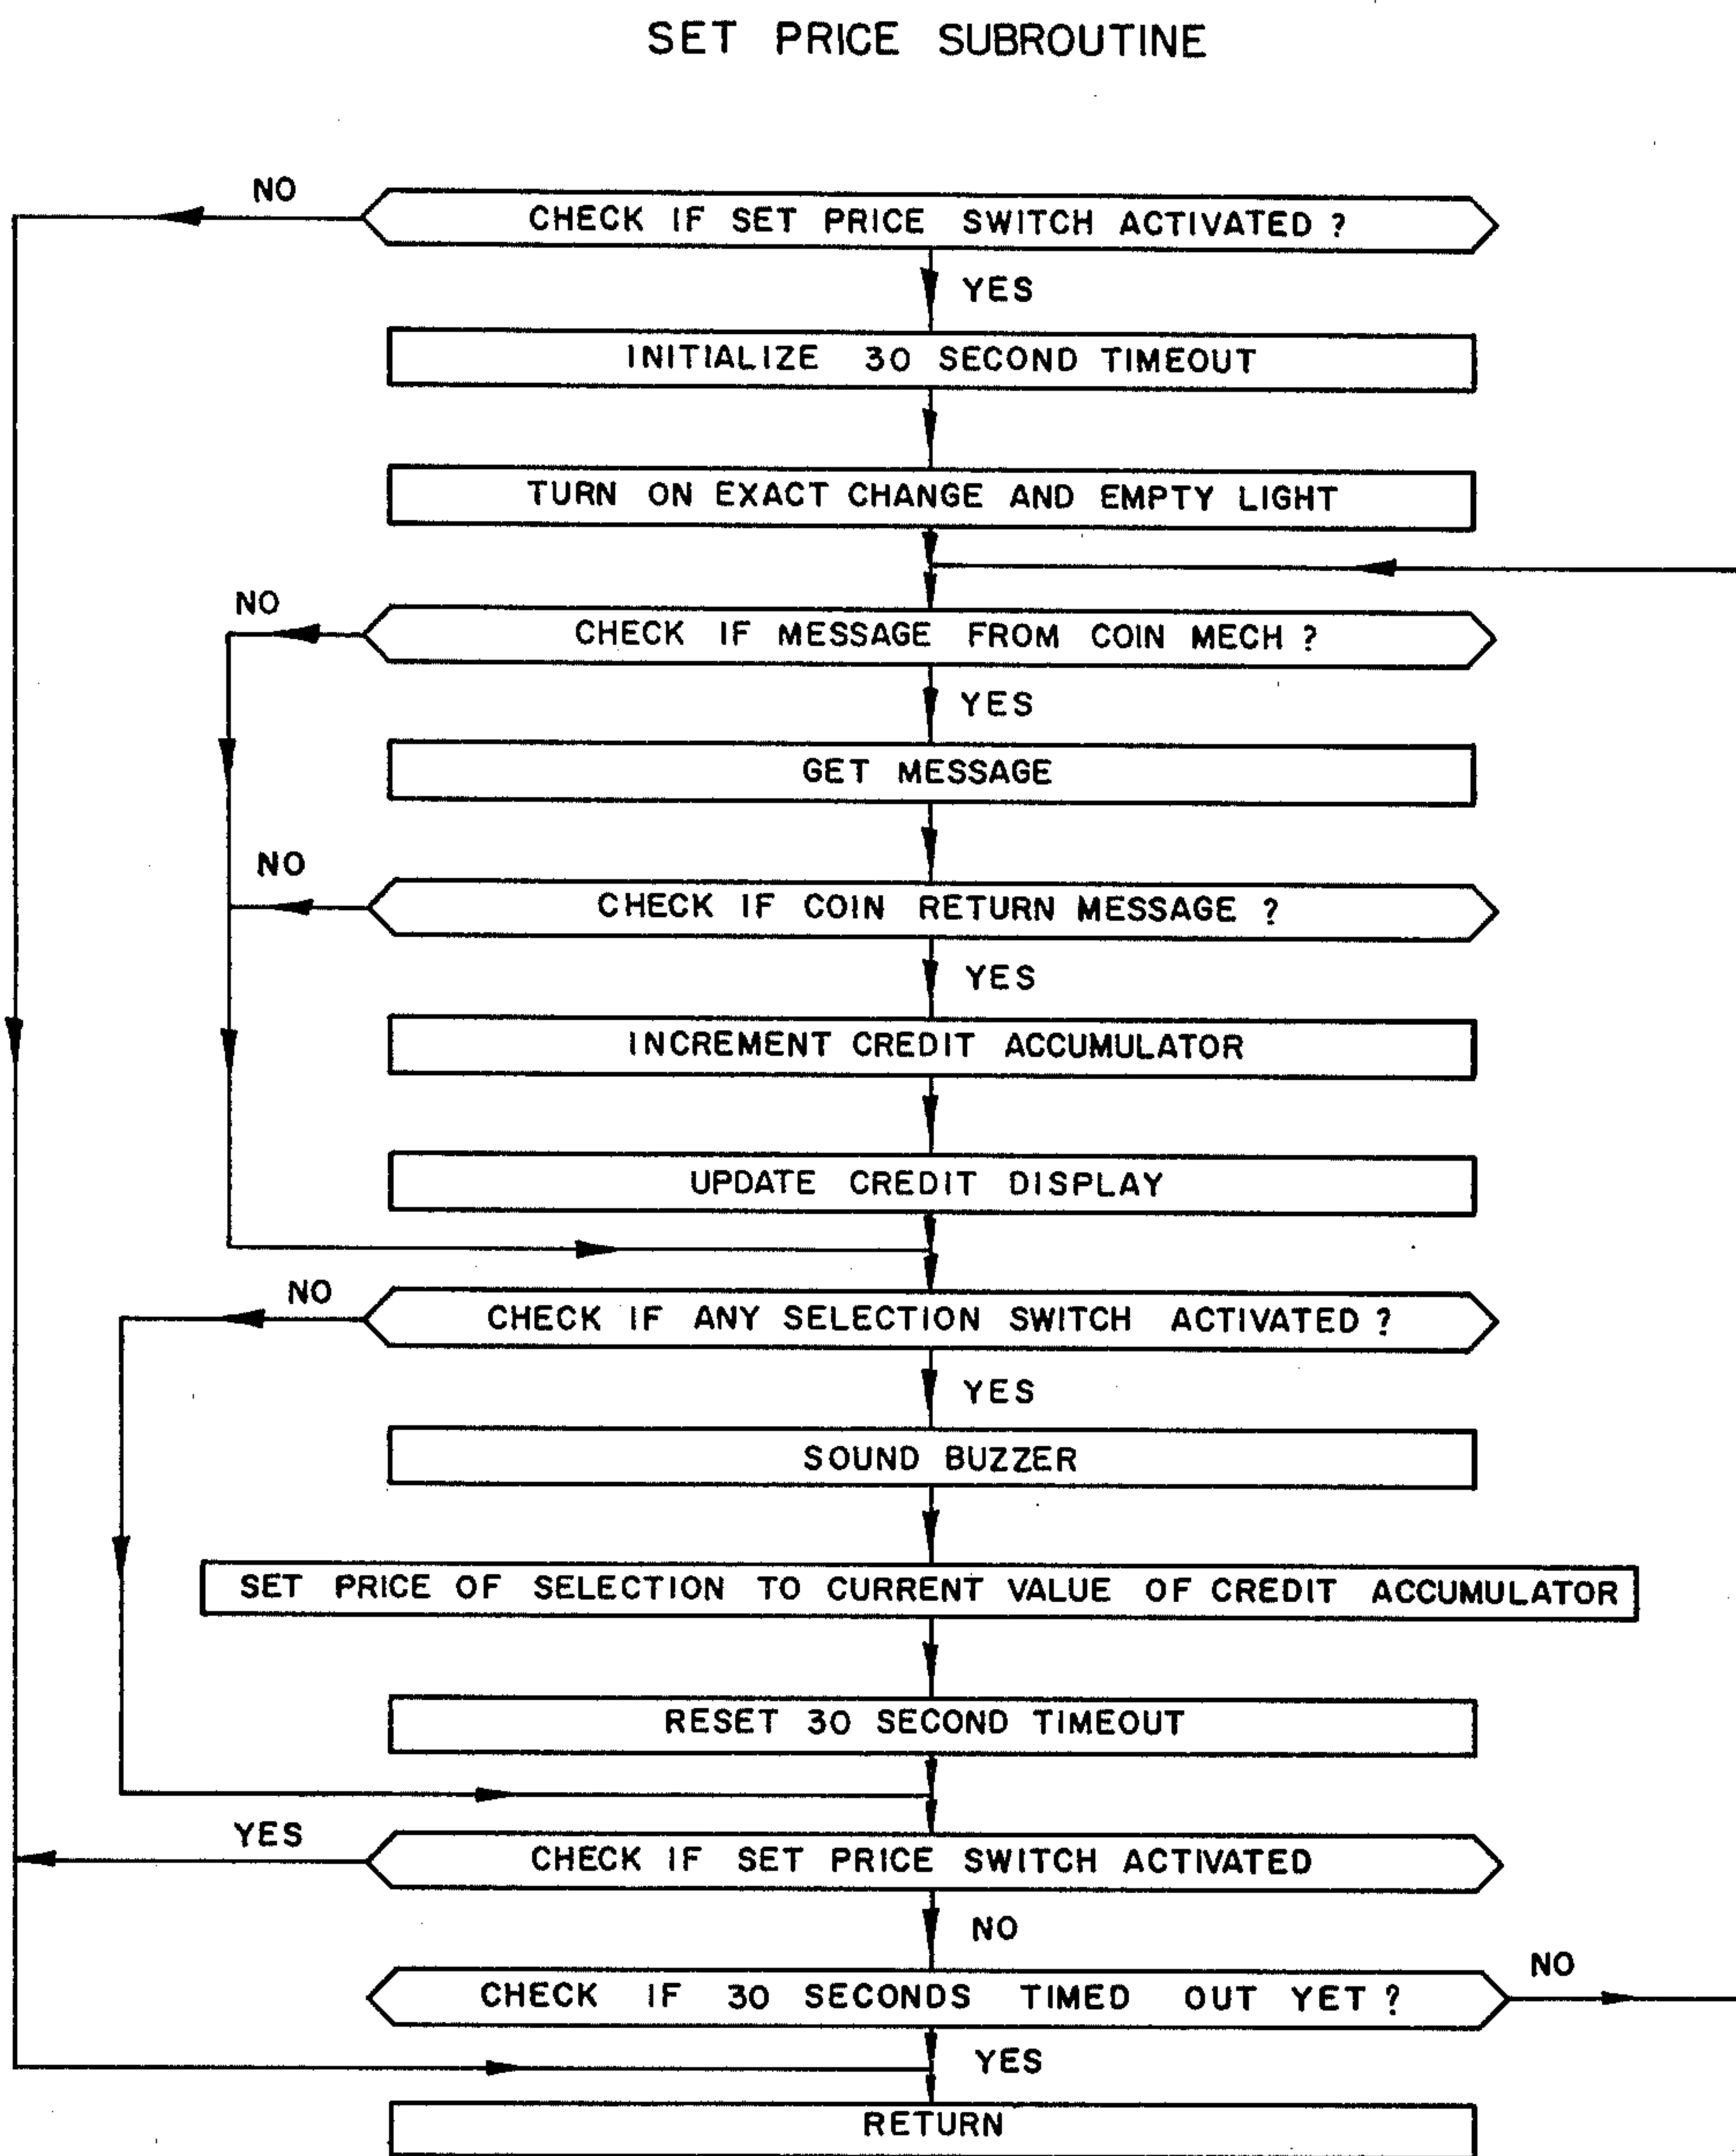 SET PRICE SUBROUTINE
NO
CHECK IF SET PRICE SWITCH ACTIVATED ?
YES
INITIALIZE 30 SECOND TIMEOUT
TURN ON EXACT CHANGE AND EMPTY LIGHT
NO
CHECK IF MESSAGE FROM COIN MECH ?
YES
GET MESSAGE
NO
CHECK IF COIN RETURN MESSAGE ?
YES
INCREMENT CREDIT ACCUMULATOR
UPDATE CREDIT DISPLAY
NO
CHECK IF ANY SELECTION SWITCH ACTIVATED ?
YES
SOUND BUZZER
SET PRICE OF SELECTION TO CURRENT VALUE OF CREDIT ACCUMULATOR
RESET 30 SECOND TIMEOUT
YES
CHECK IF SET PRICE SWITCH ACTIVATED
NO
CHECK IF 30 SECONDS TIMED OUT YET ?
NO
YES
RETURN